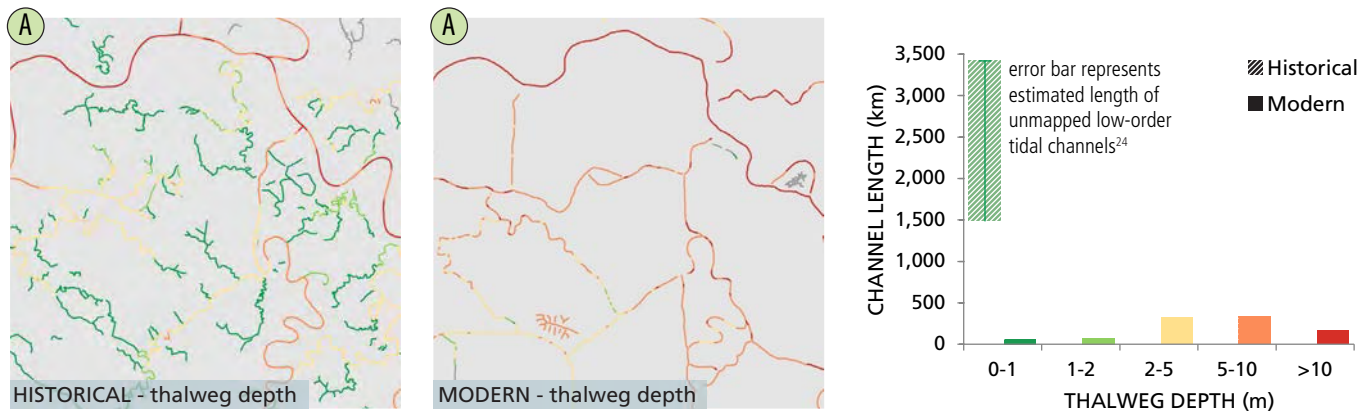 A
HISTORICAL - thalweg depth
A
MODERN - thalweg depth
CHANNEL LENGTH (km)
3,500
3,000
2,500
2,000
1,500
1,000
500
0
error bar represents
estimated length of
unmapped low-order
tidal channels24
Historical
Modern
0-1 1-2 2-5 5-10 >10
THALWEG DEPTH (m)